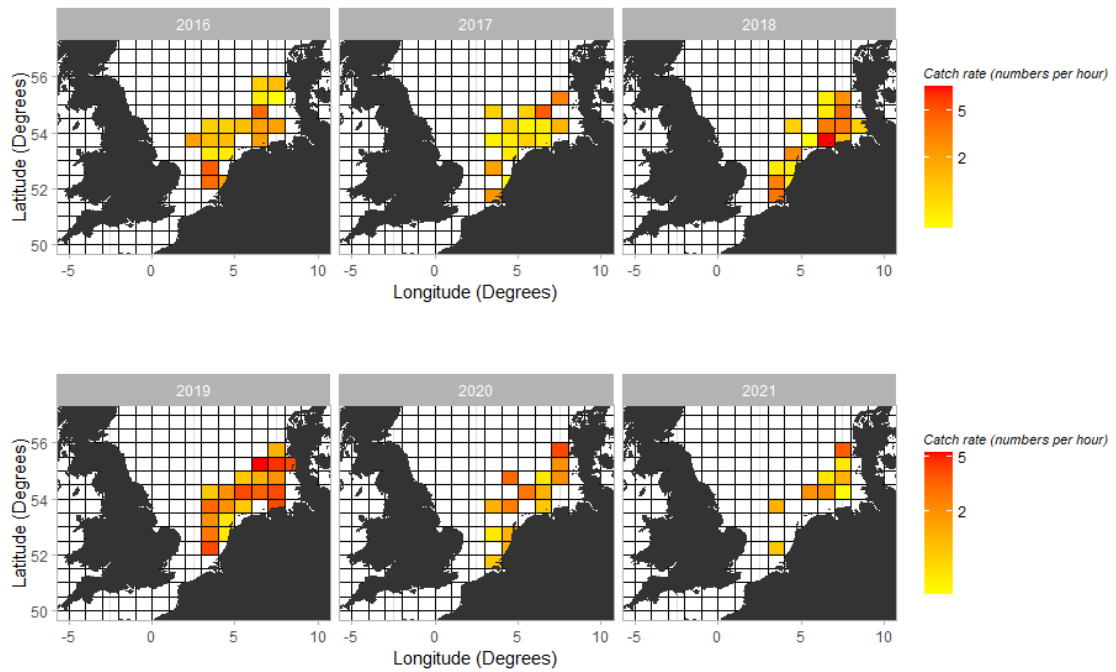 2016 2017 2018
Catch rate (numbers per hour)
5
2
Latitude (Degrees)
56
54
52
50
-5 0 5 10 -5 0 5 10 -5 0 5 10
Longitude (Degrees)
2019 2020 2021
Catch rate (numbers per hour)
5
2
Latitude (Degrees)
56
54
52
50
-5 0 5 10 -5 0 5 10 -5 0 5 10
Longitude (Degrees)